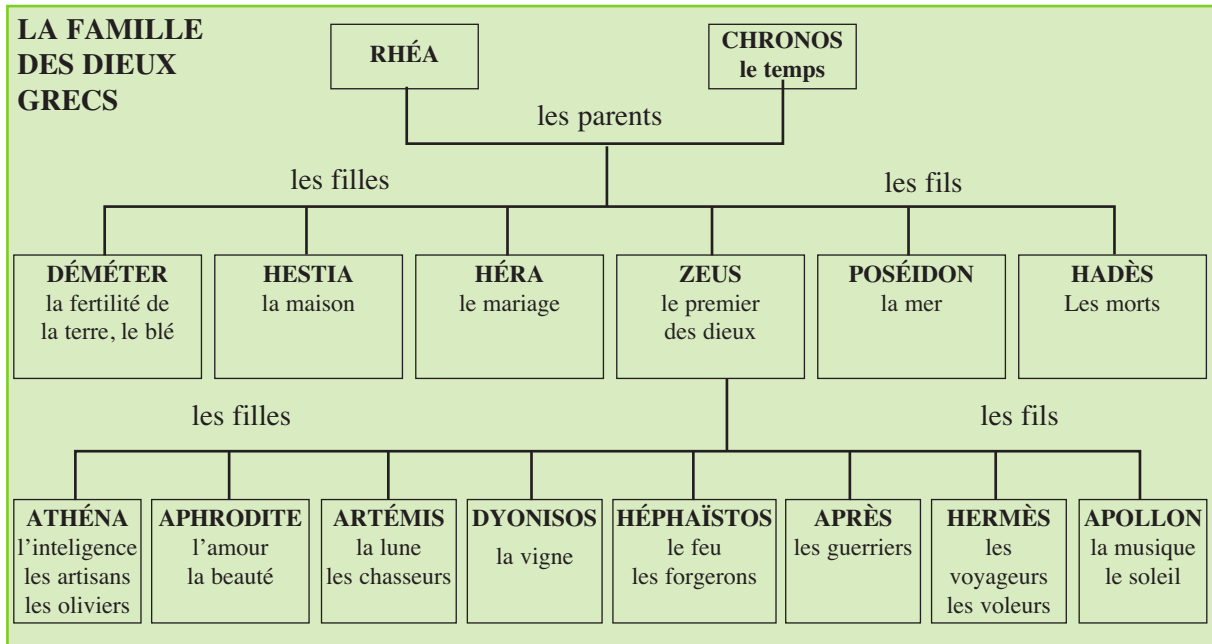 LA FAMILLE
DES DIEUX
GRECS
RHÉA
CHRONOS
le temps
les parents
les filles
les fils
DÉMÉTER
la fertilité de
la terre, le blé
HESTIA
la maison
HÉRA
le mariage
ZEUS
le premier
des dieux
POSÉIDON
la mer
HADÈS
Les morts
les filles
les fils
ATHÉNA
l’inteligence
les artisans
les oliviers
APHRODITE
l’amour
la beauté
ARTÉMIS
la lune
les chasseurs
DYONISOS
la vigne
HÉPHAÏSTOS
le feu
les forgerons
APRÈS
les guerriers
HERMÈS
les
voyageurs
les voleurs
APOLLON
la musique
le soleil